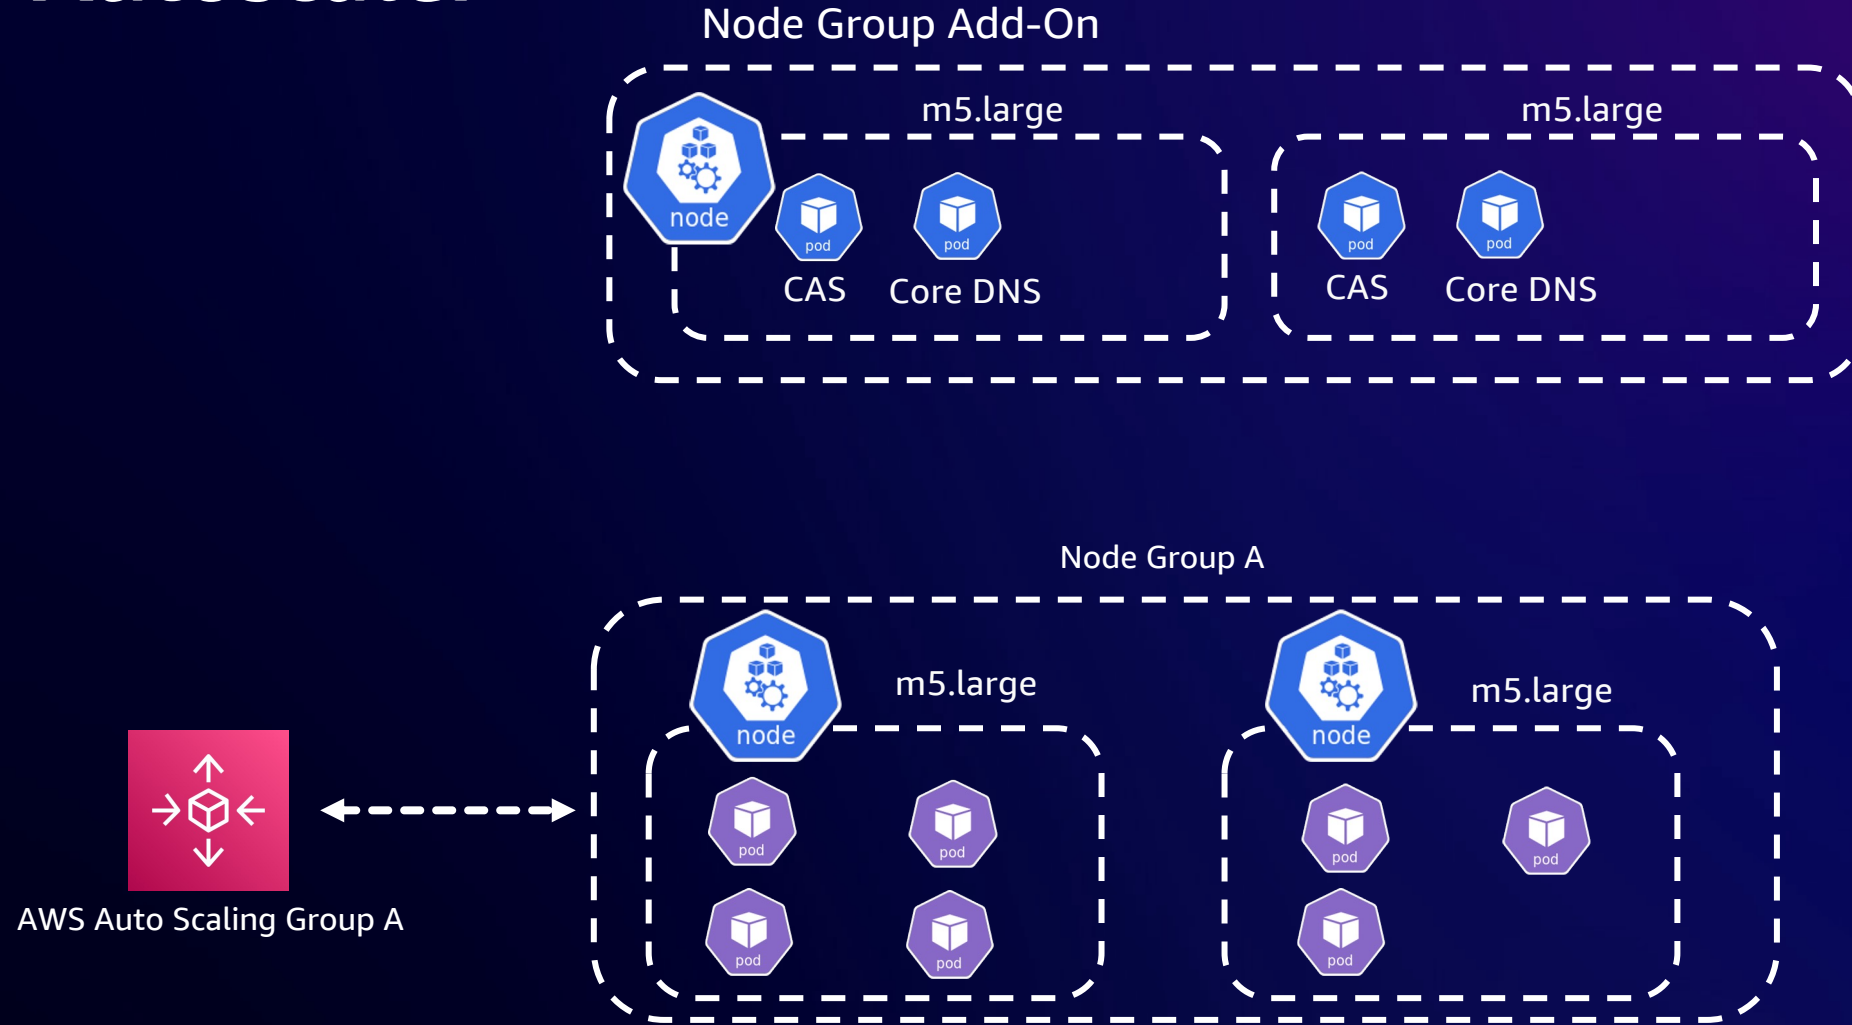 Node Group Add-On
m5.large
m5.large
node
pod
pod
pod
pod
CAS
Core DNS
CAS
Core DNS
Node Group A
m5.large
m5.large
node
node
pod
pod
pod
pod
AWS Auto Scaling Group A
pod
pod
pod